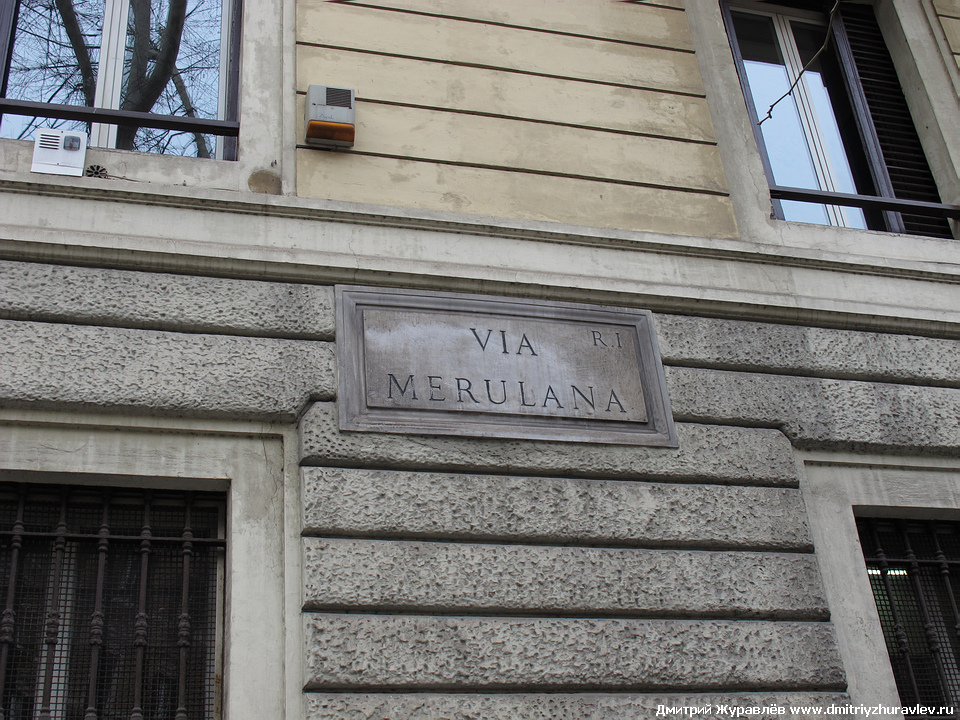 VIA R.I
MERULANA
Дмитрий Журавлёв www.dmitriyzhuravlev.ru